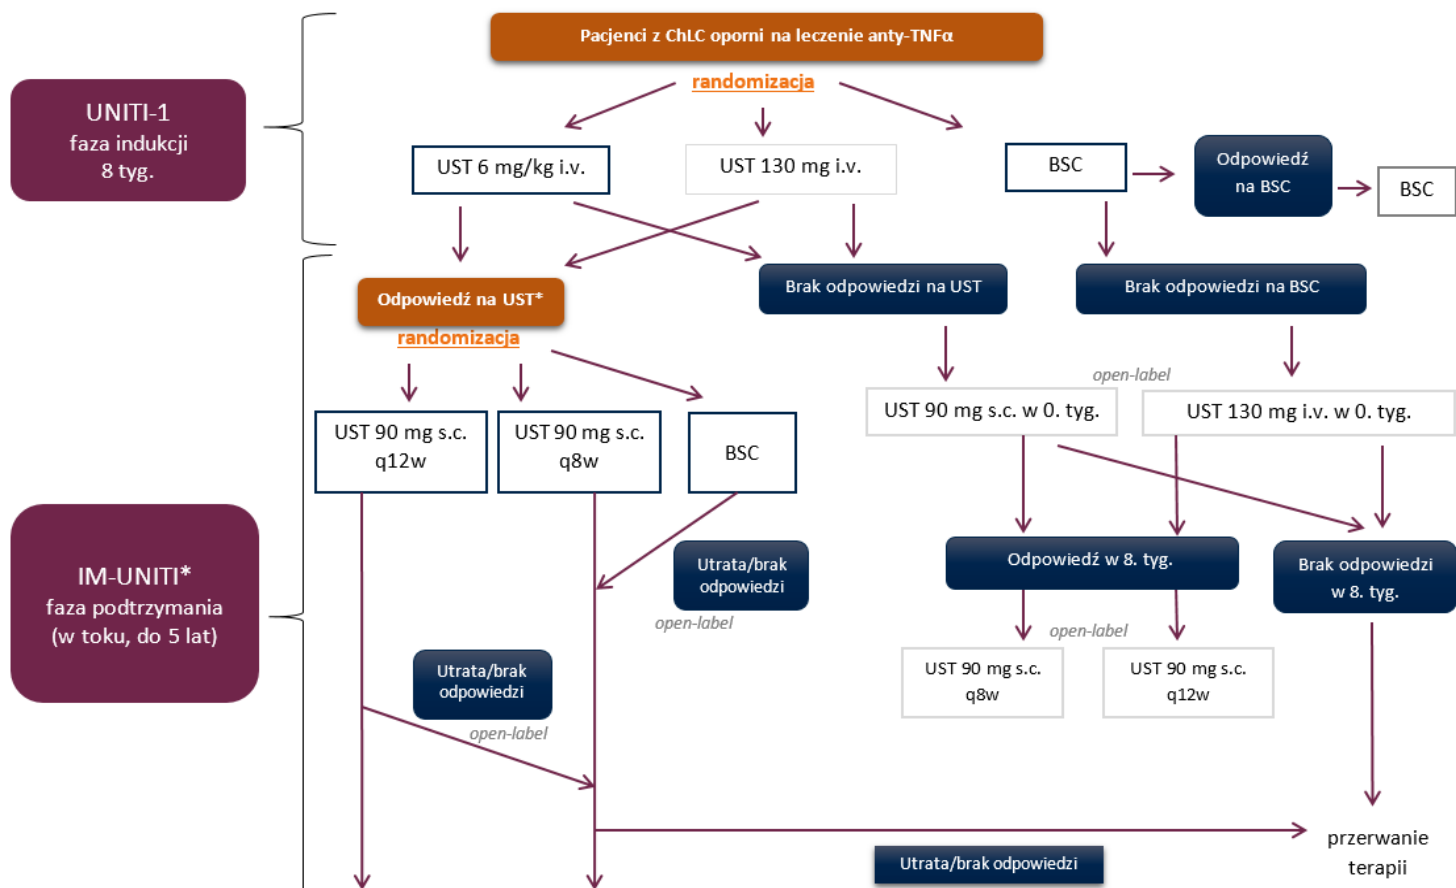 Pacjenci z ChLC oporni na leczenie anty-TNFα
randomizacja
UNITI-1
faza indukcji
8 tyg.
UST 6 mg/kg i.v.
UST 130 mg i.v.
BSC
Odpowiedź
na BSC
BSC
Odpowiedź na UST*
randomizacja
Brak odpowiedzi na UST
Brak odpowiedzi na BSC
open-label
UST 90 mg s.c.
q12w
UST 90 mg s.c.
q8w
BSC
UST 90 mg s.c. w 0. tyg.
UST 130 mg i.v. w 0. tyg.
IM-UNITI*
faza podtrzymania
(w toku, do 5 lat)
Utrata/brak
odpowiedzi
open-label
Odpowiedź w 8. tyg.
Brak odpowiedzi
w 8. tyg.
open-label
Utrata/brak
odpowiedzi
open-label
UST 90 mg s.c.
q8w
UST 90 mg s.c.
q12w
Utrata/brak odpowiedzi
przerwanie
terapii